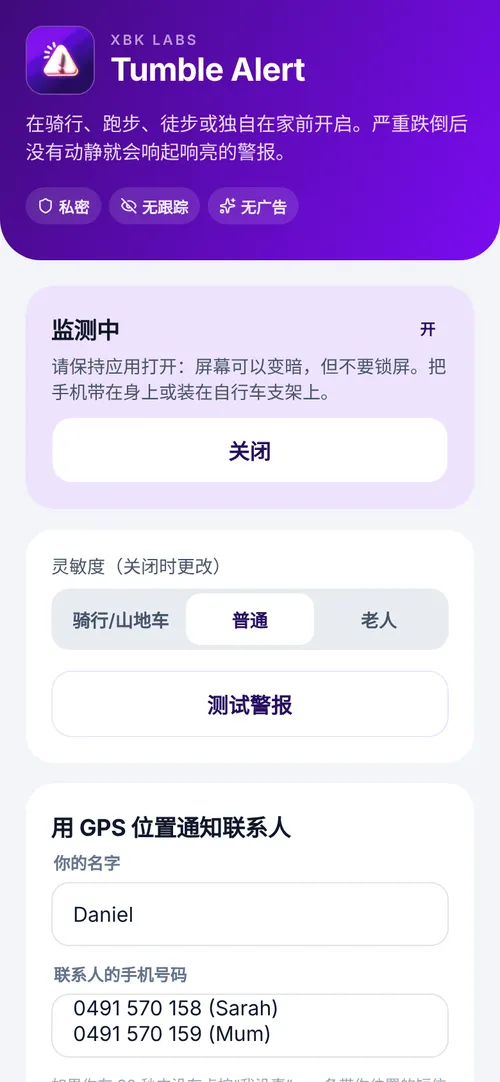 XBK LABS
Tumble Alert
在骑行、跑步、徒步或独自在家前开启。严重跌倒后
没有动静就会响起响亮的警报。
私密
无跟踪
无广告
监测中
开
请保持应用打开：屏幕可以变暗，但不要锁屏。把
手机带在身上或装在自行车支架上。
关闭
灵敏度（关闭时更改）
骑行/山地车
普通
老人
测试警报
用 GPS 位置通知联系人
你的名字
Daniel
联系人的手机号码
0491 570 158 (Sarah)
0491 570 159 (Mum)